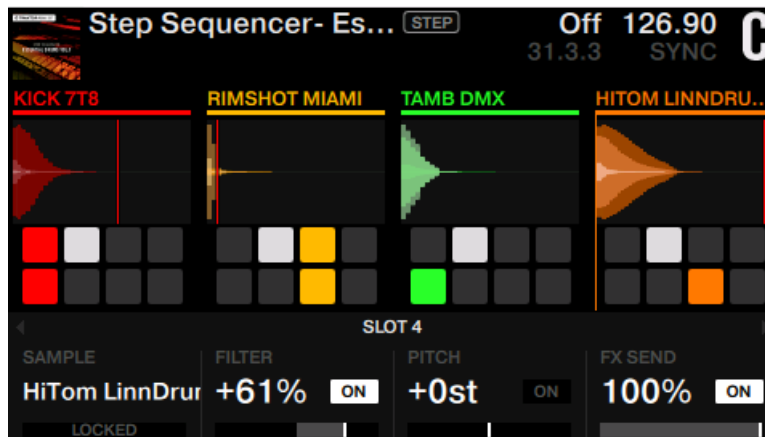 Step Sequencer- Es... STEP Off 126.90 C
31.3.3 SYNC
KICK 7T8 RIMSHOT MIAMI TAMB DMX HITOM LINNDRU..
SLOT 4
SAMPLE FILTER PITCH FX SEND
HiTom LinnDrur +61% ON +0st ON 100% ON
LOCKED